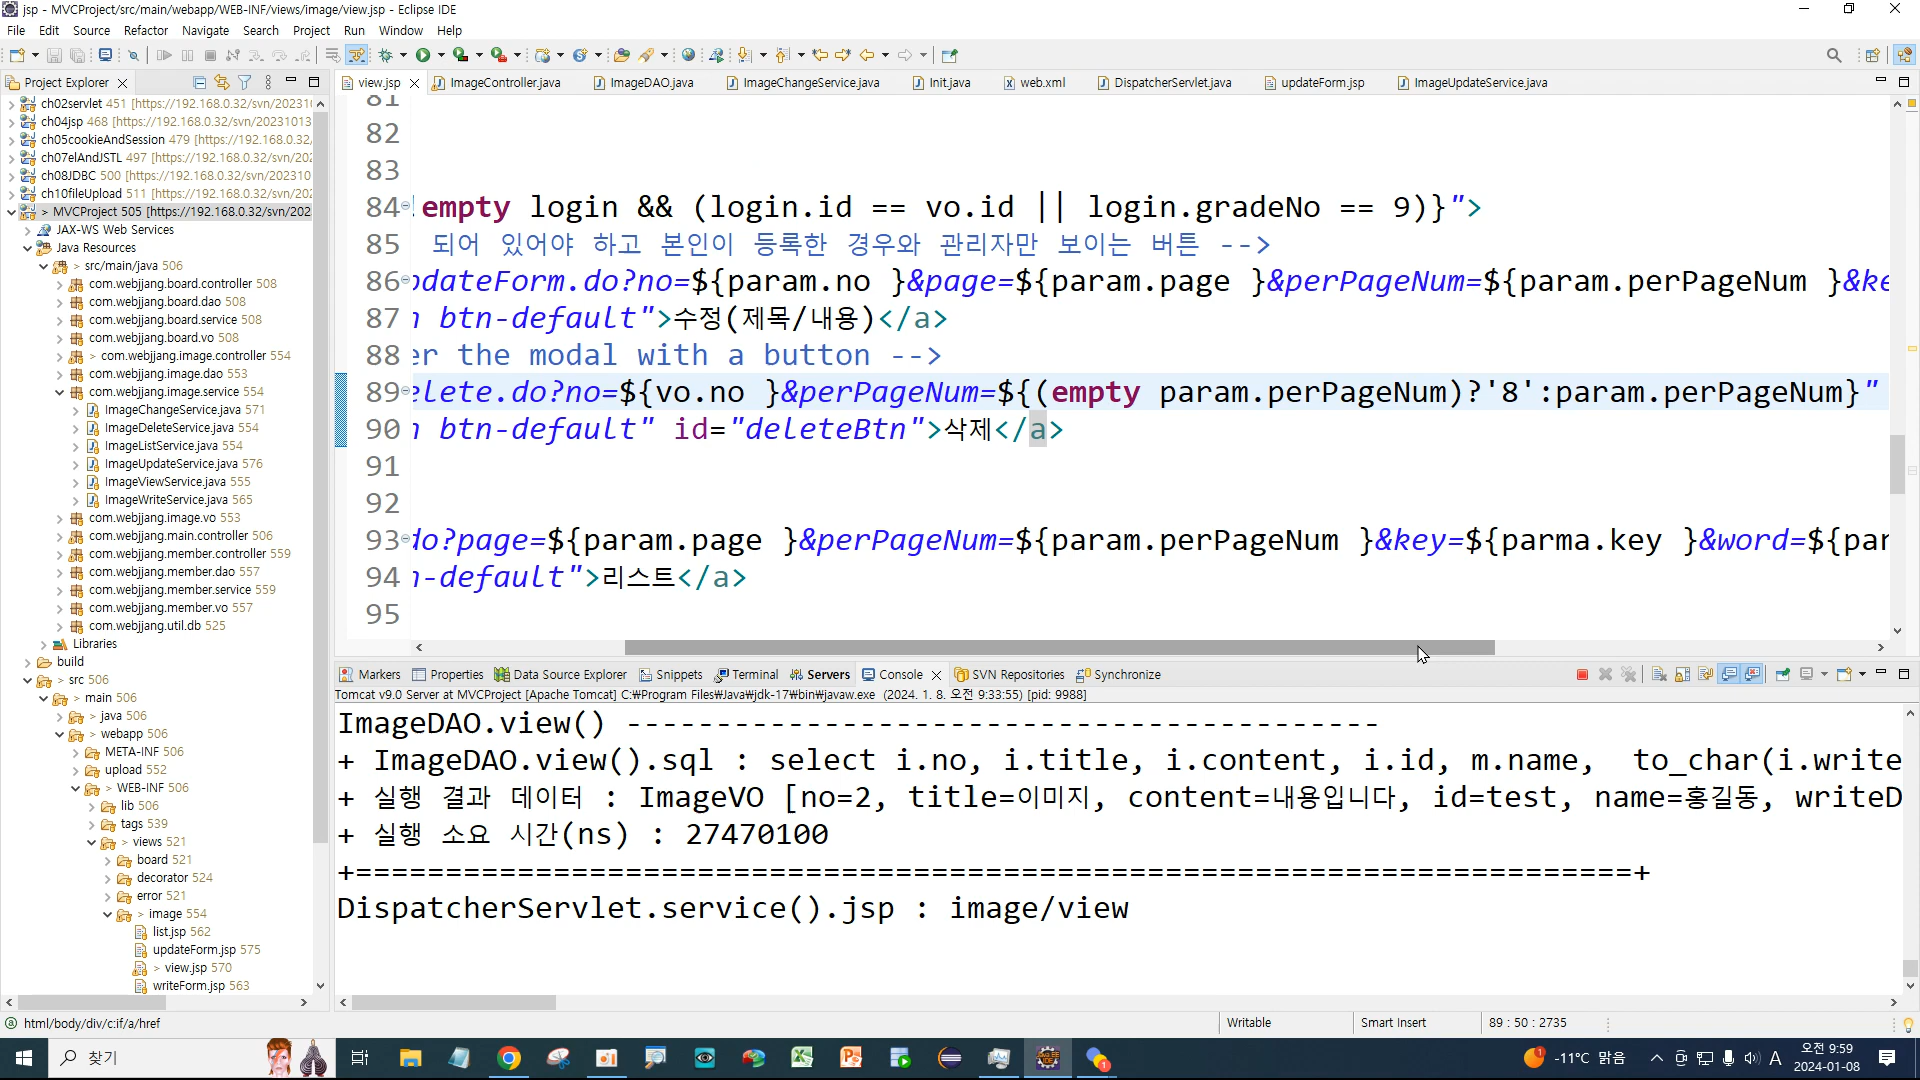 jsp - MVCProject/src/main/webapp/WEB-INF/views/image/view.jsp - Eclipse IDE
File Edit Source Refactor Navigate Search Project Run Window Help
Project Explorer
view.jsp ImageController.java ImageDAO.java ImageChangeService.java Init.java web.xml DispatcherServlet.java updateForm.jsp ImageUpdateService.java
ch02servlet 451 [https://192.168.0.32/svn/202310
ch04jsp 468 [https://192.168.0.32/svn/20231013
ch05cookieAndSession 479 [https://192.168.0.32,
ch07elAndJSTL 497 [https://192.168.0.32/svn/202
ch08JDBC 500 [https://192.168.0.32/svn/202310
ch10fileUpload 511 [https://192.168.0.32/svn/202
> MVCProject 505 [https://192.168.0.32/svn/202
JAX-WS Web Services
Java Resources
> src/main/java 506
com.webjjang.board.controller 508
com.webjjang.board.dao 508
com.webjjang.board.service 508
com.webjjang.board.vo 508
> com.webjjang.image.controller 554
com.webjjang.image.dao 553
com.webjjang.image.service 554
ImageChangeService.java 571
ImageDeleteService.java 554
ImageListService.java 554
ImageUpdateService.java 576
ImageViewService.java 555
ImageWriteService.java 565
com.webjjang.image.vo 553
com.webjjang.main.controller 506
com.webjjang.member.controller 559
com.webjjang.member.dao 557
com.webjjang.member.service 559
com.webjjang.member.vo 557
com.webjjang.util.db 525
Libraries
build
> src 506
> main 506
> java 506
> webapp 506
META-INF 506
upload 552
> WEB-INF 506
lib 506
tags 539
> views 521
board 521
decorator 524
error 521
> image 554
list.jsp 562
updateForm.jsp 575
> view.jsp 570
writeForm.jsp 563
81
82
83
84 !empty login && (login.id == vo.id || login.gradeNo == 9)}">
85 되어 있어야 하고 본인이 등록한 경우와 관리자만 보이는 버튼 -->
86 pdateForm.do?no=${param.no }&page=${param.page }&perPageNum=${param.perPageNum }&ke
87 n btn-default">수정(제목/내용)</a>
88 er the modal with a button -->
89 elete.do?no=${vo.no }&perPageNum=${(empty param.perPageNum)?'8':param.perPageNum}"
90 n btn-default" id="deleteBtn">삭제</a>
91
92
93 do?page=${param.page }&perPageNum=${param.perPageNum }&key=${parma.key }&word=${par
94 n-default">리스트</a>
95
Markers Properties Data Source Explorer Snippets Terminal Servers Console SVN Repositories Synchronize
Tomcat v9.0 Server at MVCProject [Apache Tomcat] C:₩Program Files₩Java₩jdk-17₩bin₩javaw.exe (2024. 1. 8. 오전 9:33:55) [pid: 9988]
ImageDAO.view() ------------------------------------------
+ ImageDAO.view().sql : select i.no, i.title, i.content, i.id, m.name, to_char(i.write
+ 실행 결과 데이터 : ImageVO [no=2, title=이미지, content=내용입니다, id=test, name=홍길동, writeD
+ 실행 소요 시간(ns) : 27470100
+=======================================================================+
DispatcherServlet.service().jsp : image/view
html/body/div/c:if/a/href Writable Smart Insert 89 : 50 : 2735
찾기 -11°C 맑음 A 오전 9:59
2024-01-08